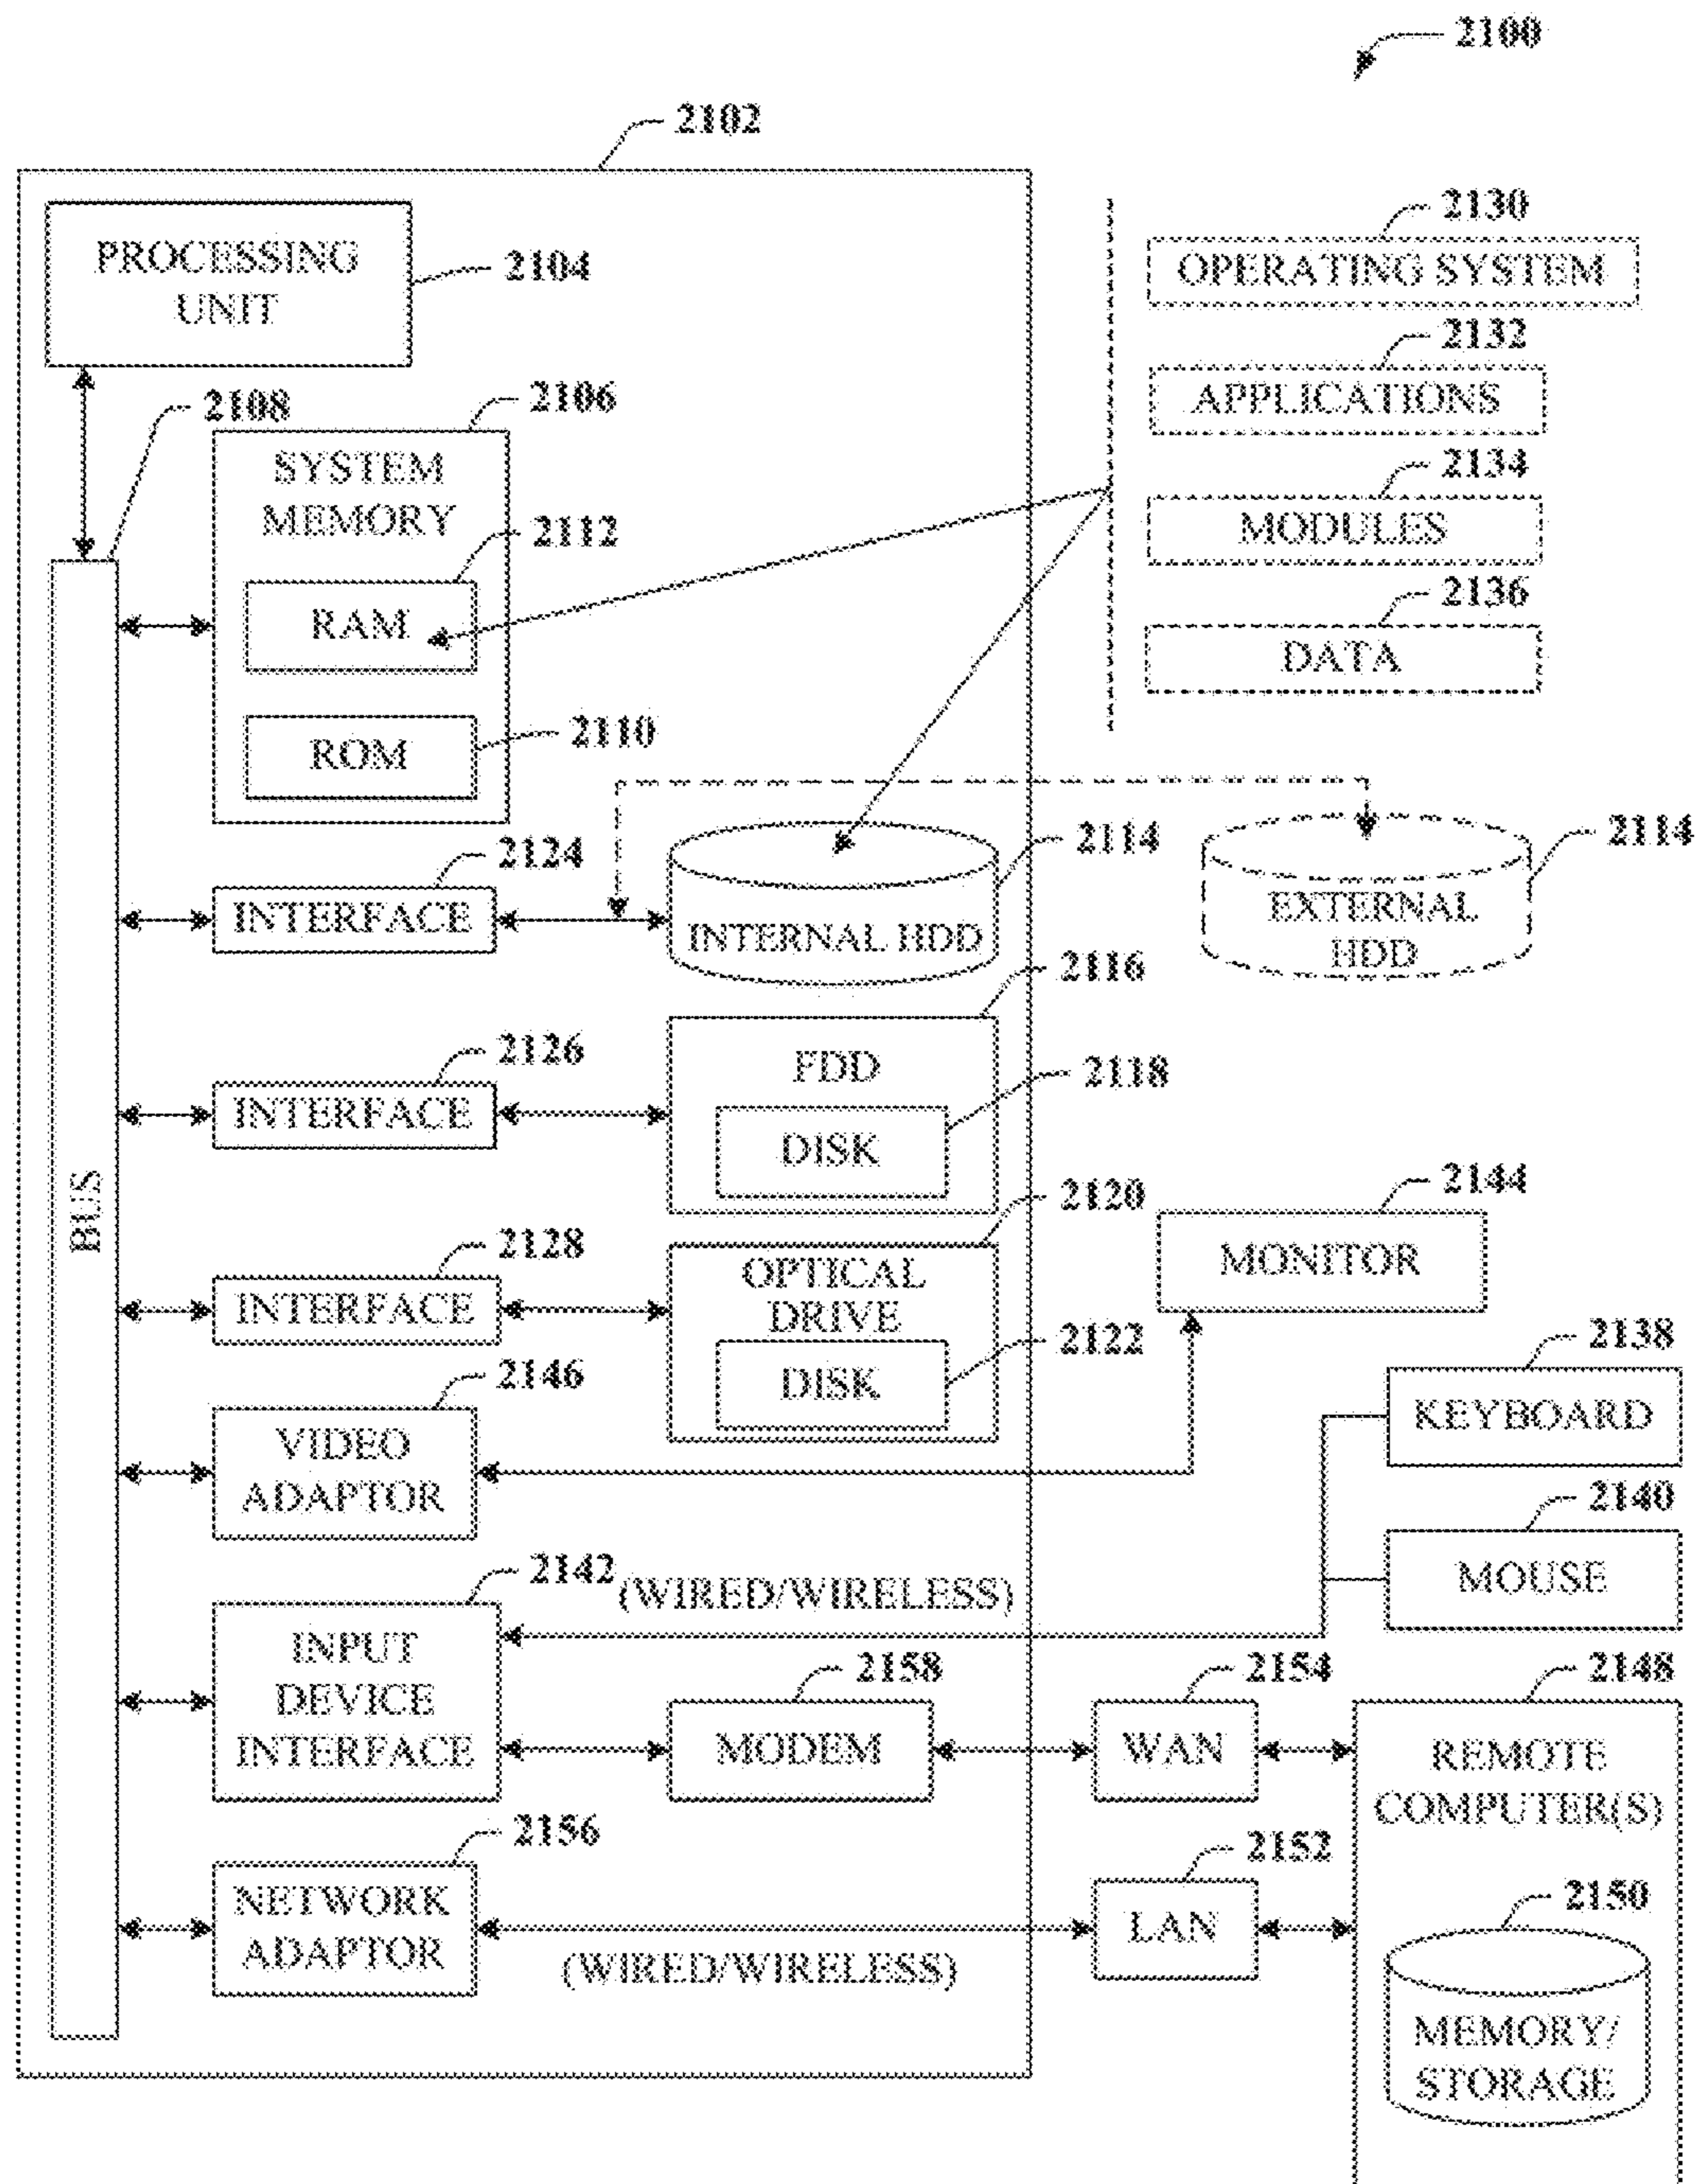 2100
2102
PROCESSING
UNIT
2104
2130
OPERATING SYSTEM
2132
APPLICATIONS
2134
MODULES
2136
DATA
2108
2106
SYSTEM
MEMORY
2112
RAM
2110
ROM
2124
INTERFACE
2114
INTERNAL HDD
2114
EXTERNAL
HDD
2126
INTERFACE
2116
FDD
2118
DISK
BUS
2128
INTERFACE
2120
OPTICAL
DRIVE
2122
DISK
2144
MONITOR
2138
KEYBOARD
2146
VIDEO
ADAPTOR
2140
MOUSE
2142
(WIRED/WIRELESS)
INPUT
DEVICE
INTERFACE
2158
MODEM
2154
WAN
2148
REMOTE
COMPUTER(S)
2156
NETWORK
ADAPTOR
(WIRED/WIRELESS)
2152
LAN
2150
MEMORY/
STORAGE